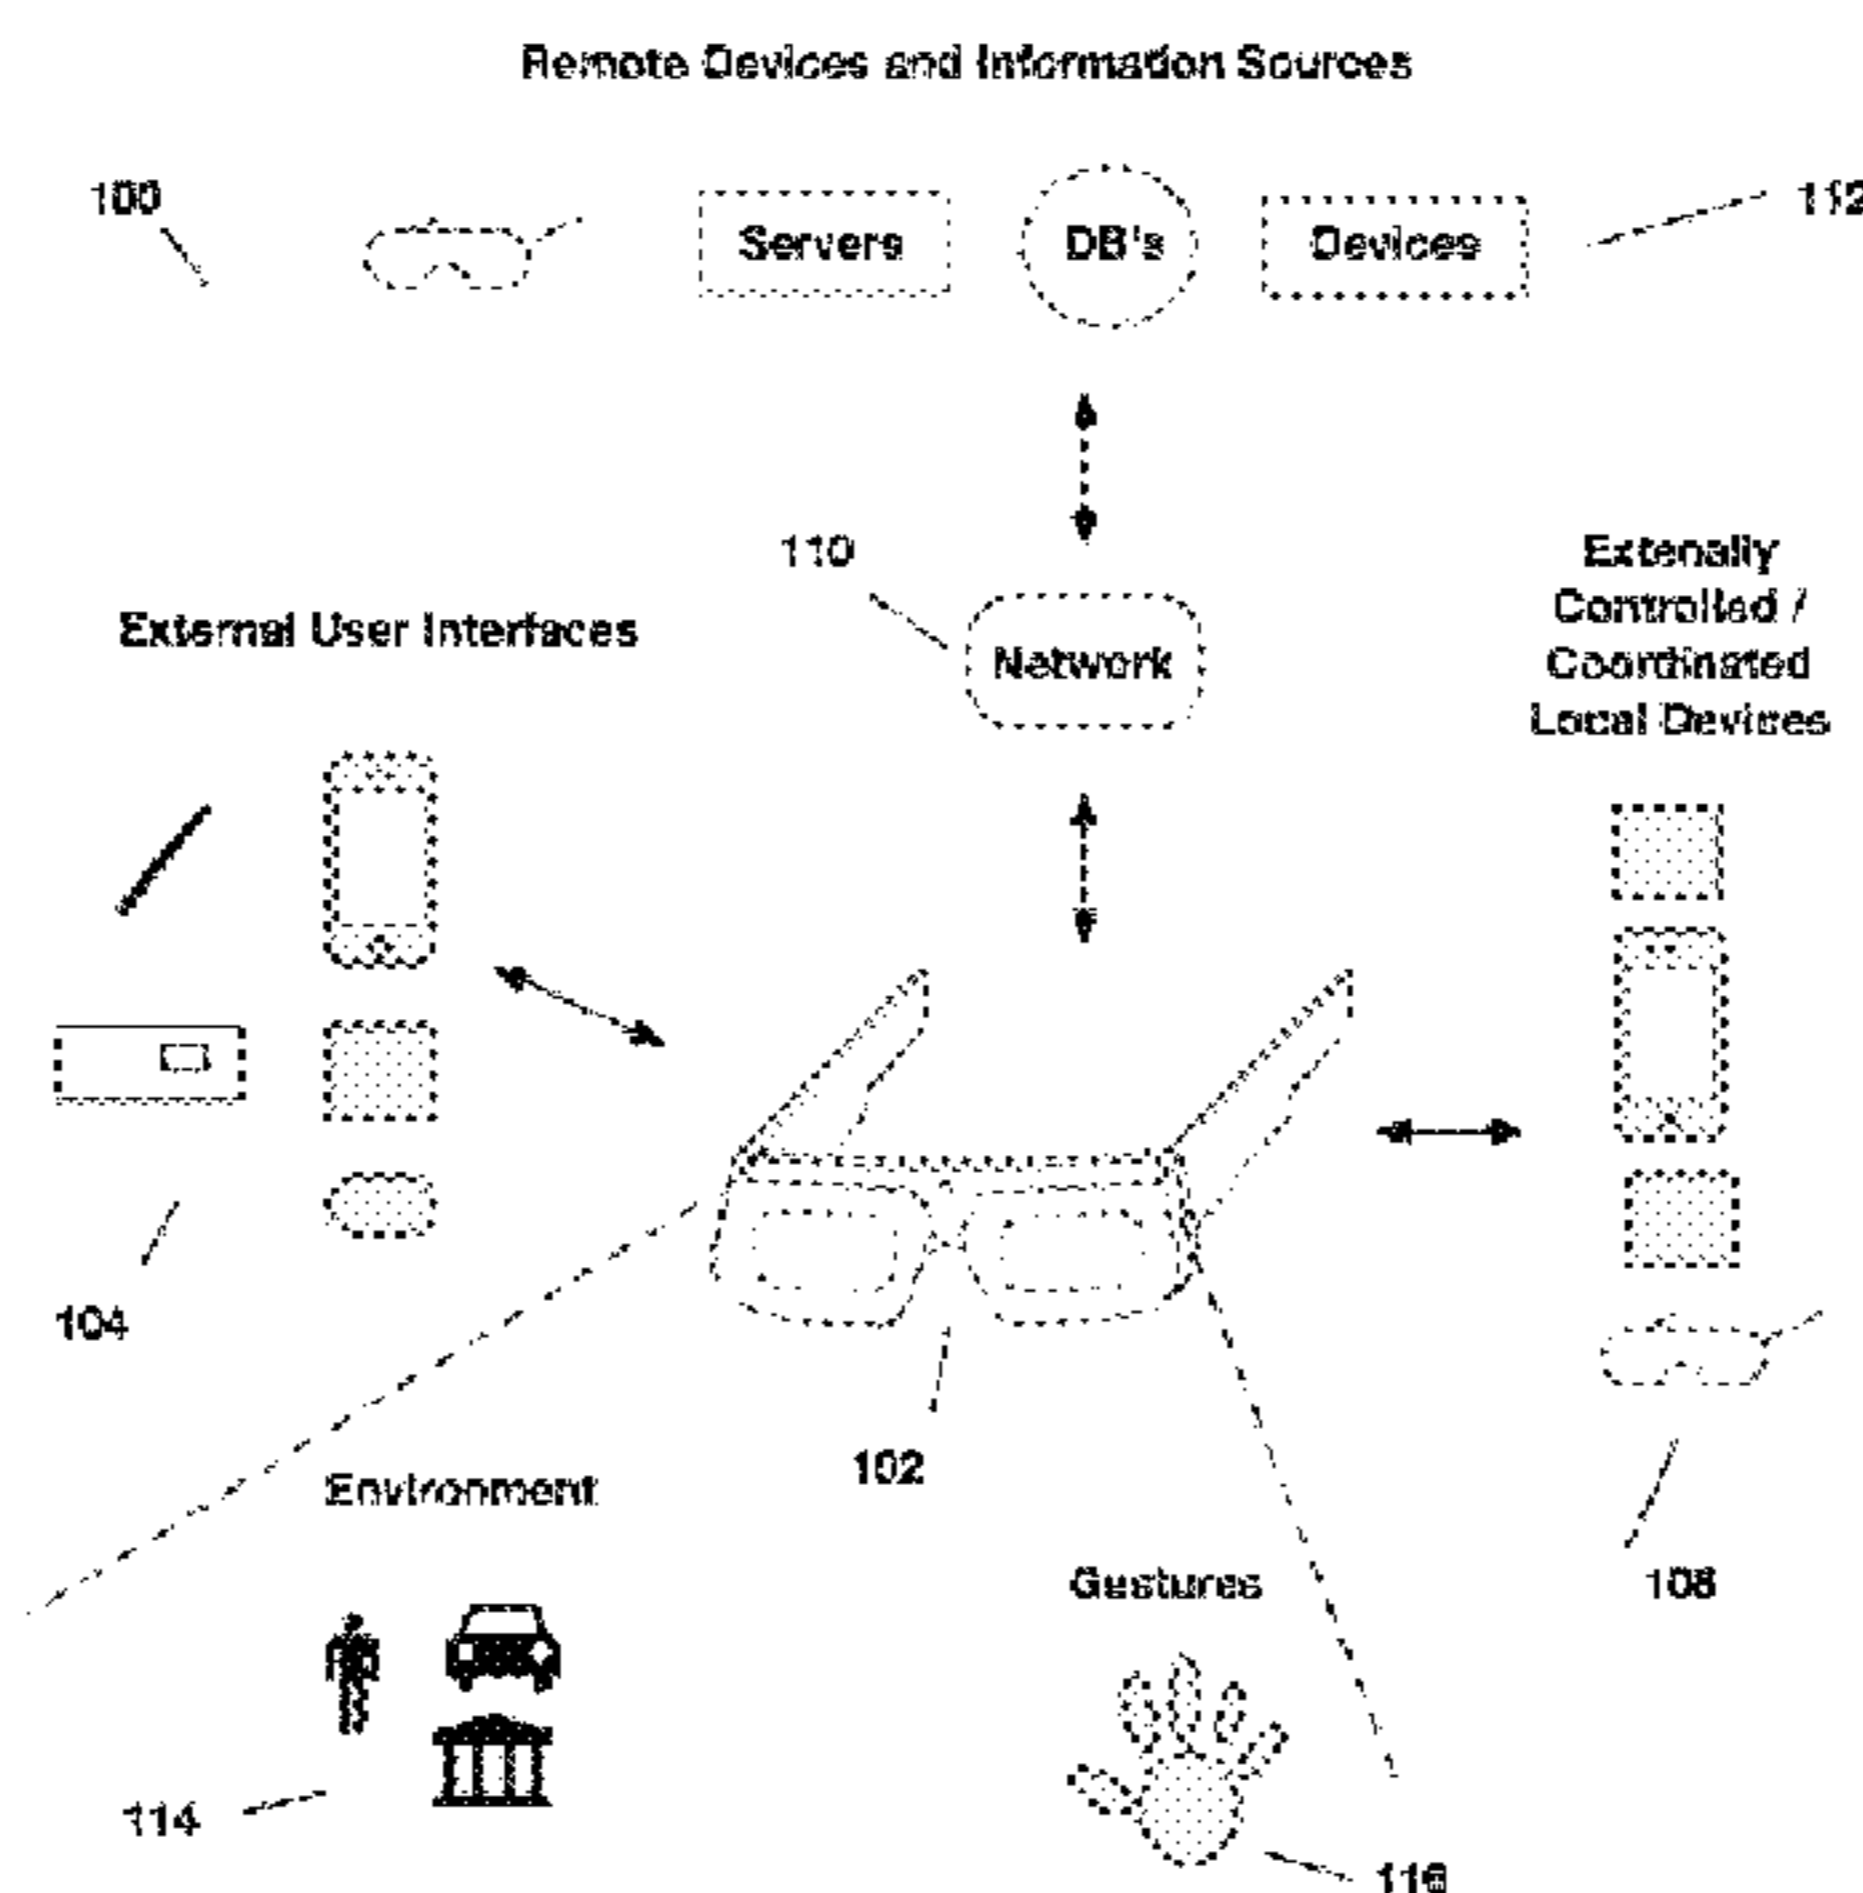 Remote Devices and Information Sources
100
Servers
DB's
Devices
112
110
Network
External User Interfaces
Extenally
Controlled /
Coordinated
Local Devices
104
102
108
Environment
Gestures
114
116